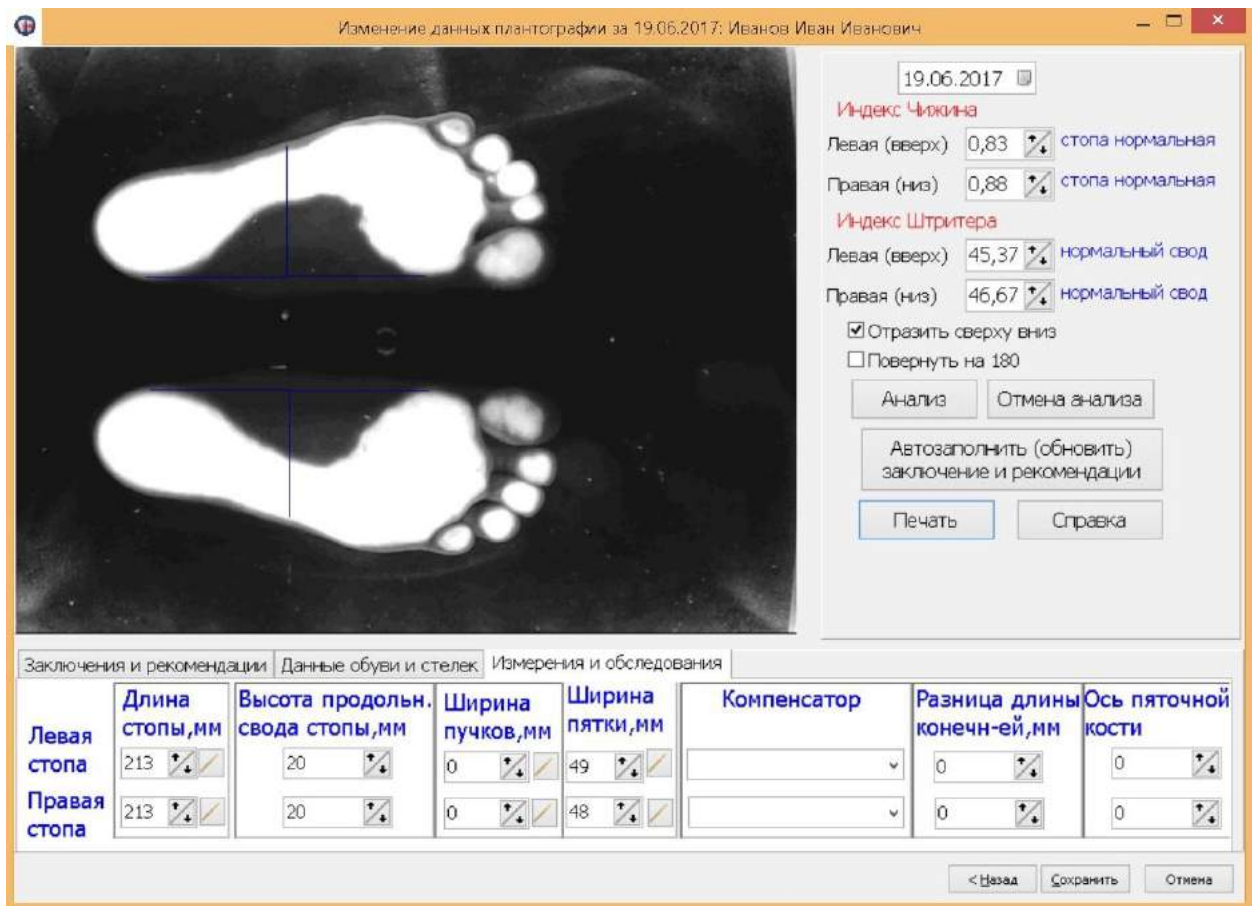 Изменение данных плантографии за 19.06.2017: Иванов Иван Иванович
19.06.2017
Индекс Чижина
Левая (вверх) 0,83 стопа нормальная
Правая (низ) 0,88 стопа нормальная
Индекс Штритера
Левая (вверх) 45,37 нормальный свод
Правая (низ) 46,67 нормальный свод
Отразить сверху вниз
Повернуть на 180
Анализ Отмена анализа
Автозаполнить (обновить)
заключение и рекомендации
Печать Справка
Заключения и рекомендации Данные обуви и стелек Измерения и обследования
Длина Высота продольн. Ширина Ширина Компенсатор Разница длины Ось пяточной
стопы,мм свода стопы,мм пучков,мм пятки,мм конечн-ей,мм кости
Левая
стопа 213 20 0 49 0 0
Правая
стопа 213 20 0 48 0 0
< Назад Сохранить Отмена